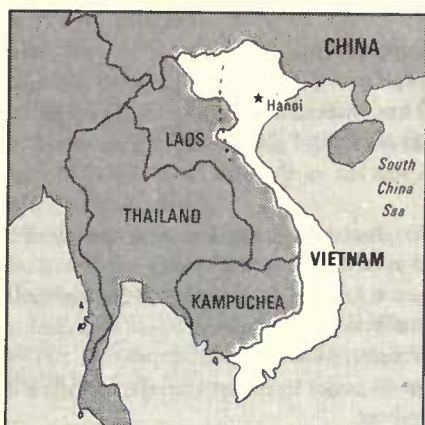 CHINA
Hanoi
LAOS
South
China
Sea
THAILAND
VIETNAM
KAMPUCHEA